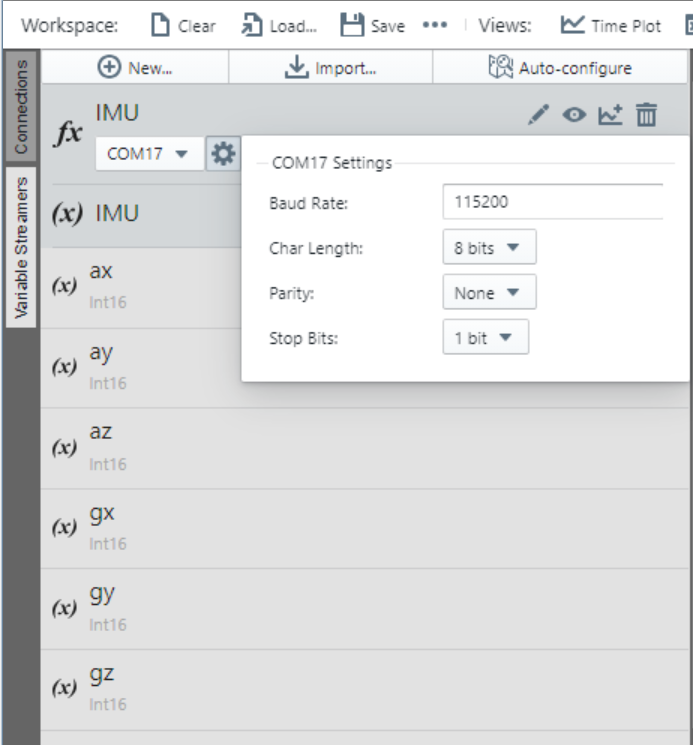 Workspace: Clear Load... Save ••• Views: Time Plot
New... Import... Auto-configure
Connections
Variable Streamers
fx IMU
COM17
COM17 Settings
Baud Rate: 115200
Char Length: 8 bits
Parity: None
Stop Bits: 1 bit
(x) IMU
(x) ax
Int16
(x) ay
Int16
(x) az
Int16
(x) gx
Int16
(x) gy
Int16
(x) gz
Int16